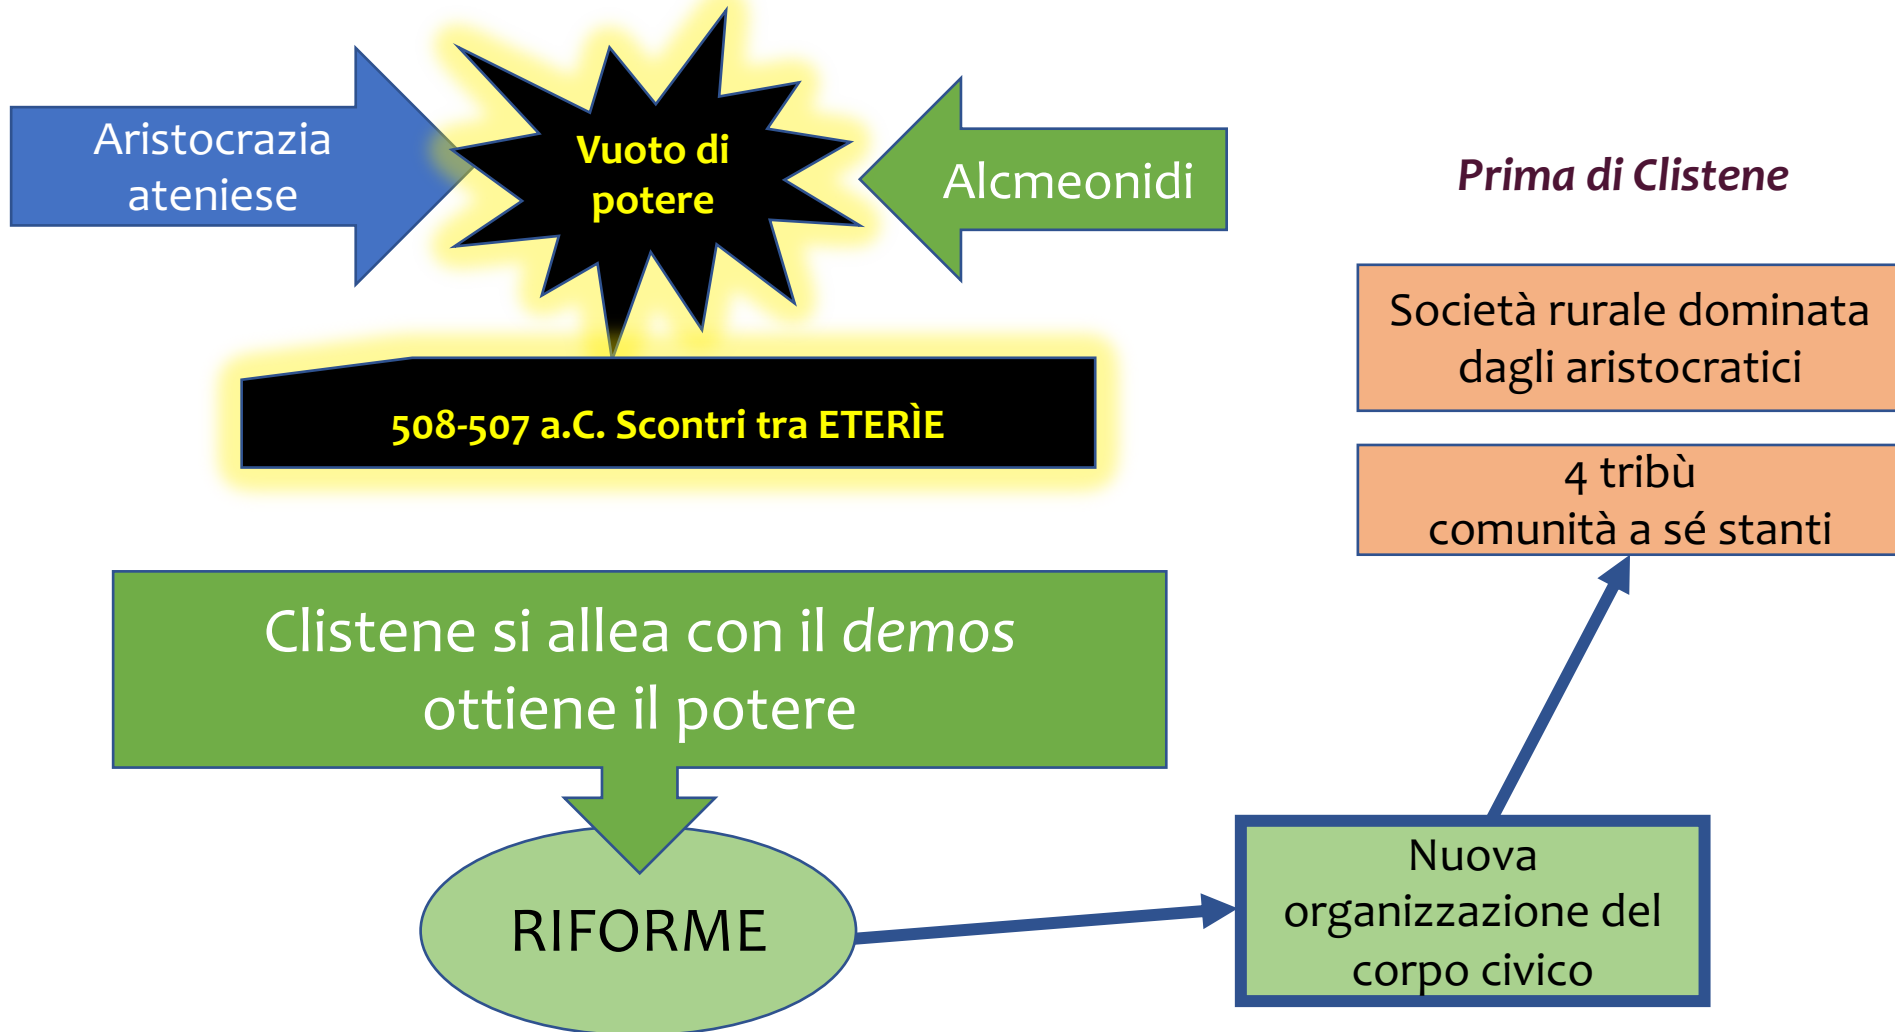 Aristocrazia
ateniese
Vuoto di
potere
Alcmeonidi
Prima di Clistene
508-507 a.C. Scontri tra ETERÌE
Società rurale dominata
dagli aristocratici
4 tribù
comunità a sé stanti
Clistene si allea con il demos
ottiene il potere
RIFORME
Nuova
organizzazione del
corpo civico